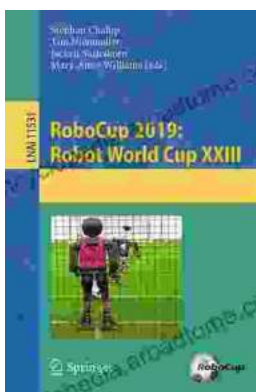 Stephan Chalup
Tim Niemueller
Jackrit Suthakorn
Mary-Anne Williams (Eds.)
LNAI 11531
RoboCup 2019:
Robot World Cup XXIII
Springer
RoboCup